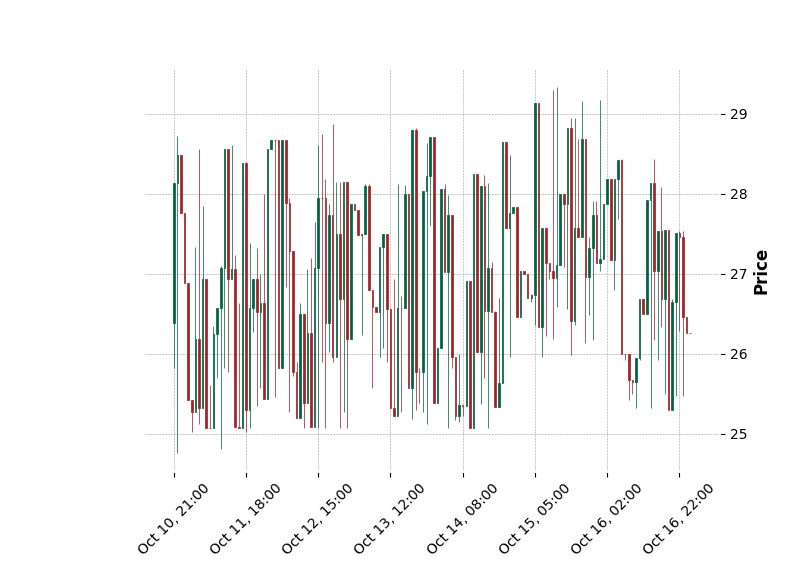 29
28
27
26
25
Price
Oct 10, 21:00
Oct 11, 18:00
Oct 12, 15:00
Oct 13, 12:00
Oct 14, 08:00
Oct 15, 05:00
Oct 16, 02:00
Oct 16, 22:00